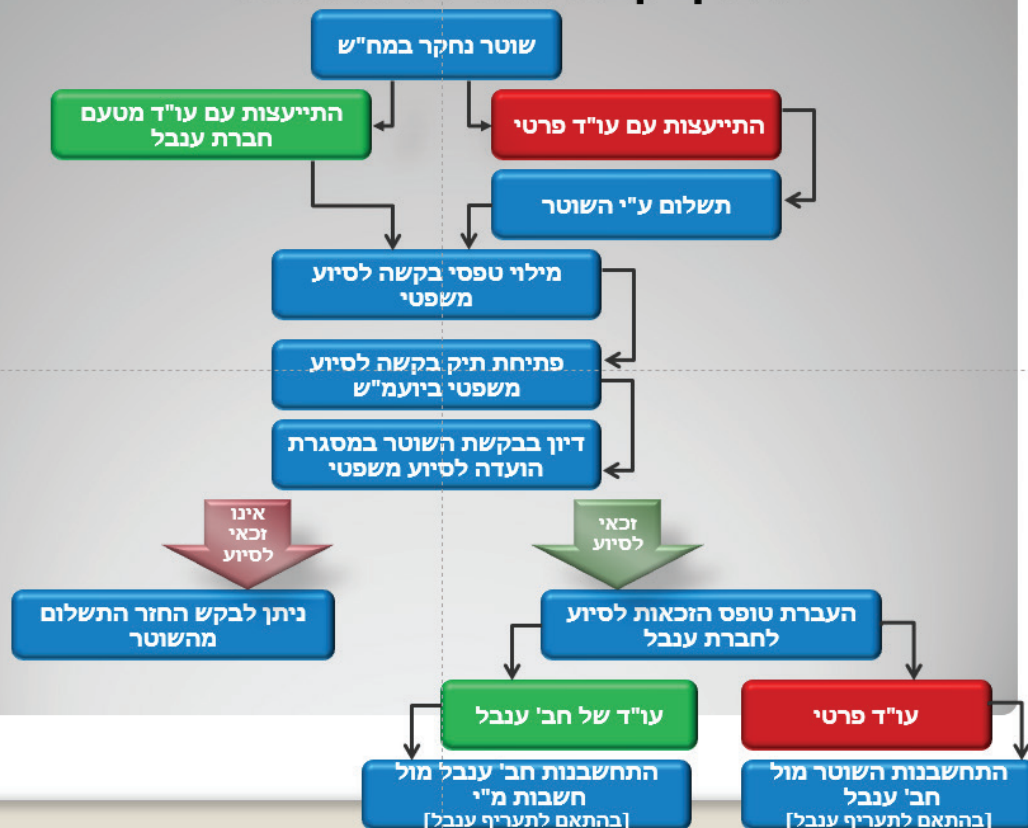 שוטר נחקר במח"ש
התייעצות עם עו"ד פרטי
התייעצות עם עו"ד מטעם
חברת ענבל
תשלום ע"י השוטר
מילוי טפסי בקשה לסיוע
משפטי
פתיחת תיק בקשה לסיוע
משפטי ביועמ"ש
דיון בבקשת השוטר במסגרת
הועדה לסיוע משפטי
זכאי
לסיוע
אינו
זכאי
לסיוע
העברת טופס הזכאות לסיוע
לחברת ענבל
ניתן לבקש החזר התשלום
מהשוטר
עו"ד פרטי
עו"ד של חב' ענבל
התחשבנות השוטר מול
חב' ענבל
[בהתאם לתעריף ענבל]
התחשבנות חב' ענבל מול
חשבות מ"י
[בהתאם לתעריף ענבל]